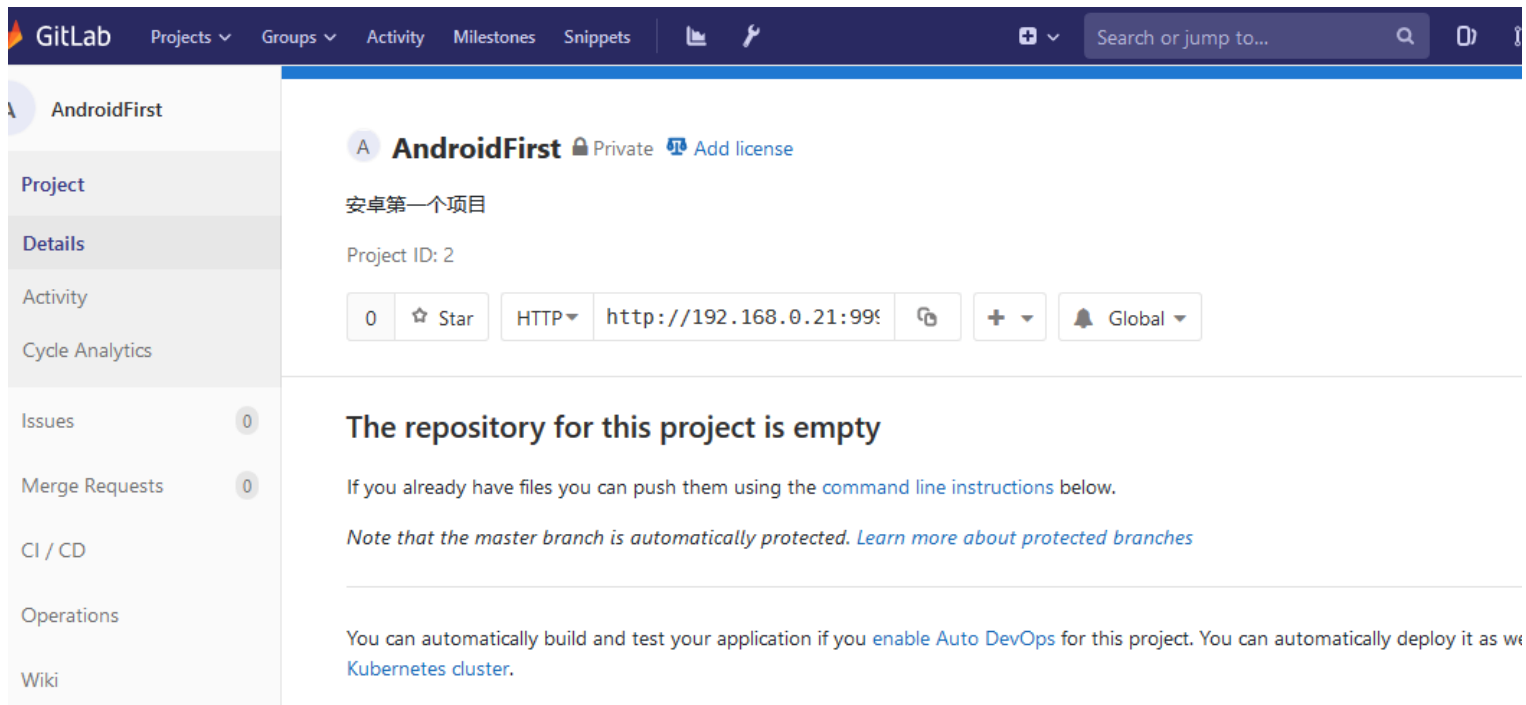 GitLab Projects Groups Activity Milestones Snippets Search or jump to...
A AndroidFirst
Project
Details
Activity
Cycle Analytics
Issues 0
Merge Requests 0
CI / CD
Operations
Wiki
A AndroidFirst Private Add license
安卓第一个项目
Project ID: 2
0 Star HTTP http://192.168.0.21:999 Global
The repository for this project is empty
If you already have files you can push them using the command line instructions below.
Note that the master branch is automatically protected. Learn more about protected branches
You can automatically build and test your application if you enable Auto DevOps for this project. You can automatically deploy it as we
Kubernetes cluster.